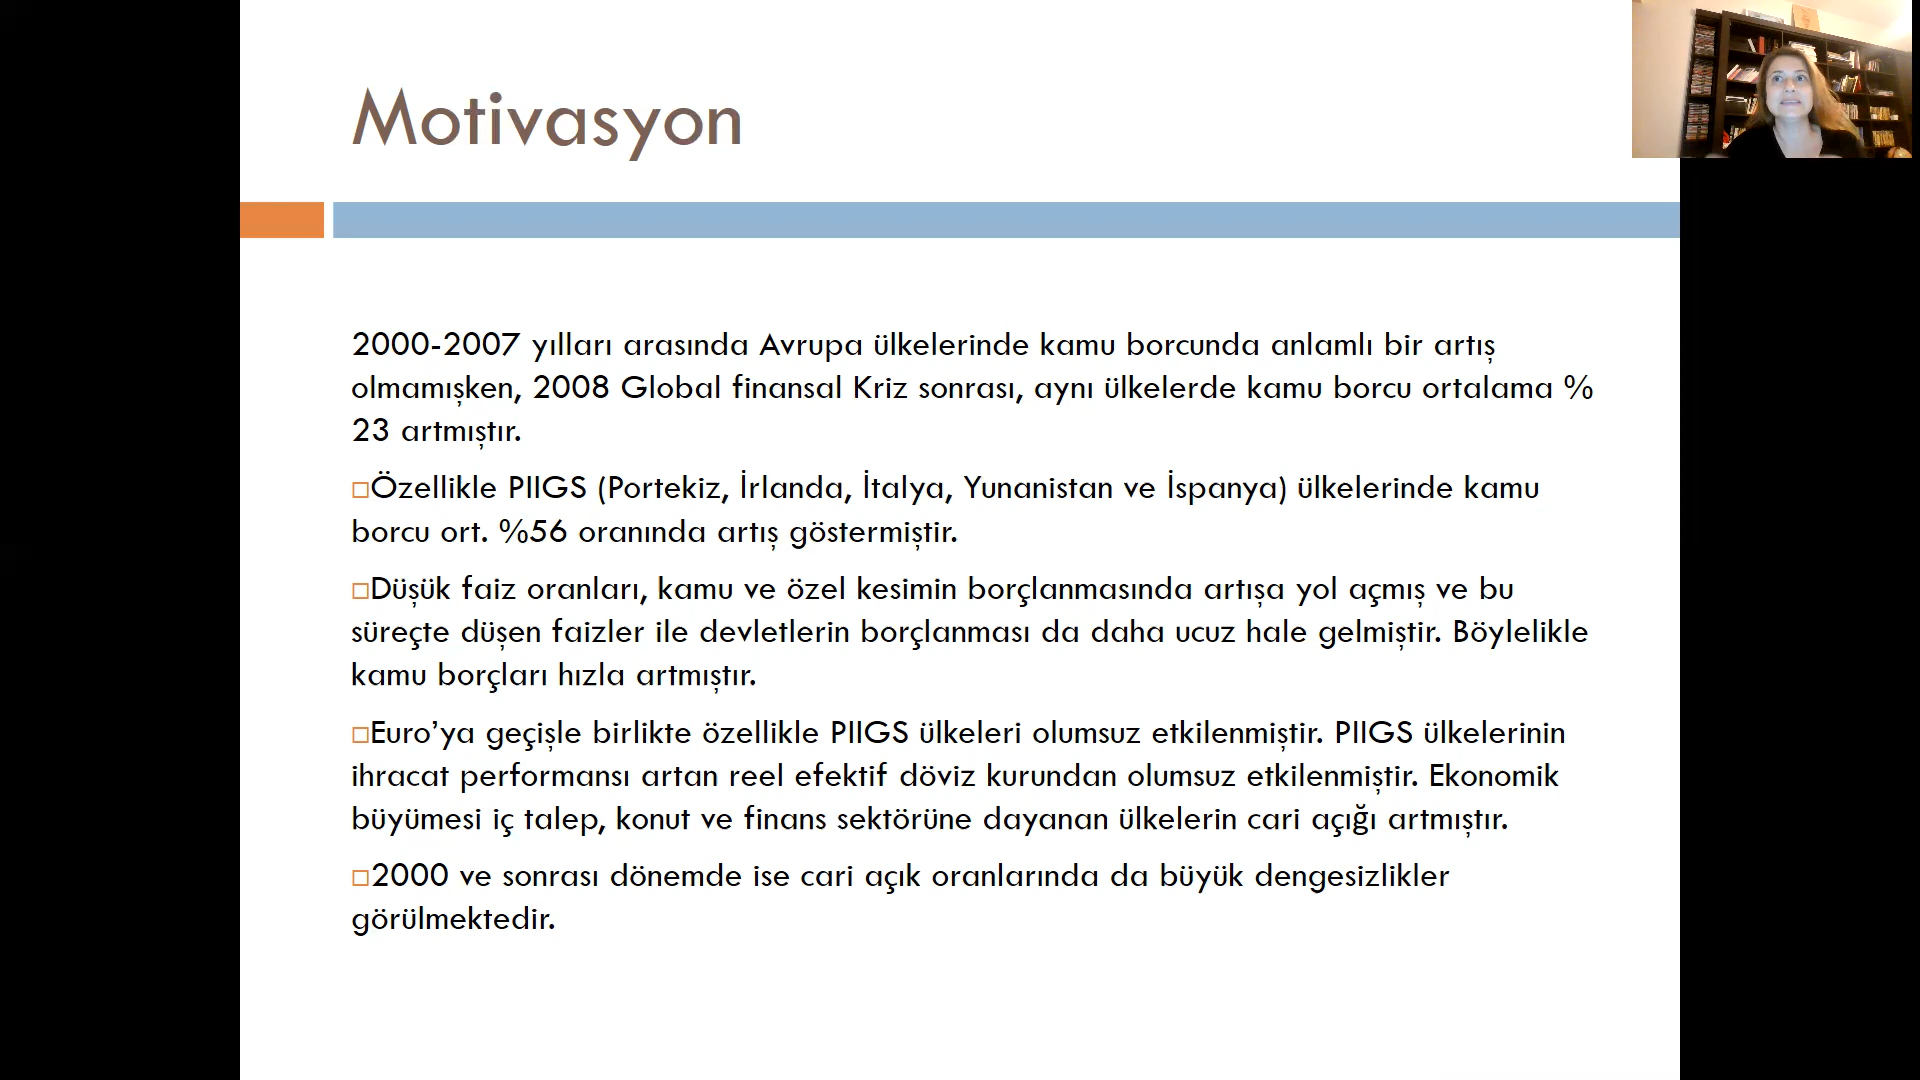 Motivasyon
2000-2007 yılları arasında Avrupa ülkelerinde kamu borcunda anlamlı bir artış
olmamışken, 2008 Global finansal Kriz sonrası, aynı ülkelerde kamu borcu ortalama %
23 artmıştır.
□Özellikle PIIGS (Portekiz, İrlanda, İtalya, Yunanistan ve İspanya) ülkelerinde kamu
borcu ort. %56 oranında artış göstermiştir.
□Düşük faiz oranları, kamu ve özel kesimin borçlanmasında artışa yol açmış ve bu
süreçte düşen faizler ile devletlerin borçlanması da daha ucuz hale gelmiştir. Böylelikle
kamu borçları hızla artmıştır.
□Euro’ya geçişle birlikte özellikle PIIGS ülkeleri olumsuz etkilenmiştir. PIIGS ülkelerinin
ihracat performansı artan reel efektif döviz kurundan olumsuz etkilenmiştir. Ekonomik
büyümesi iç talep, konut ve finans sektörüne dayanan ülkelerin cari açığı artmıştır.
□2000 ve sonrası dönemde ise cari açık oranlarında da büyük dengesizlikler
görülmektedir.